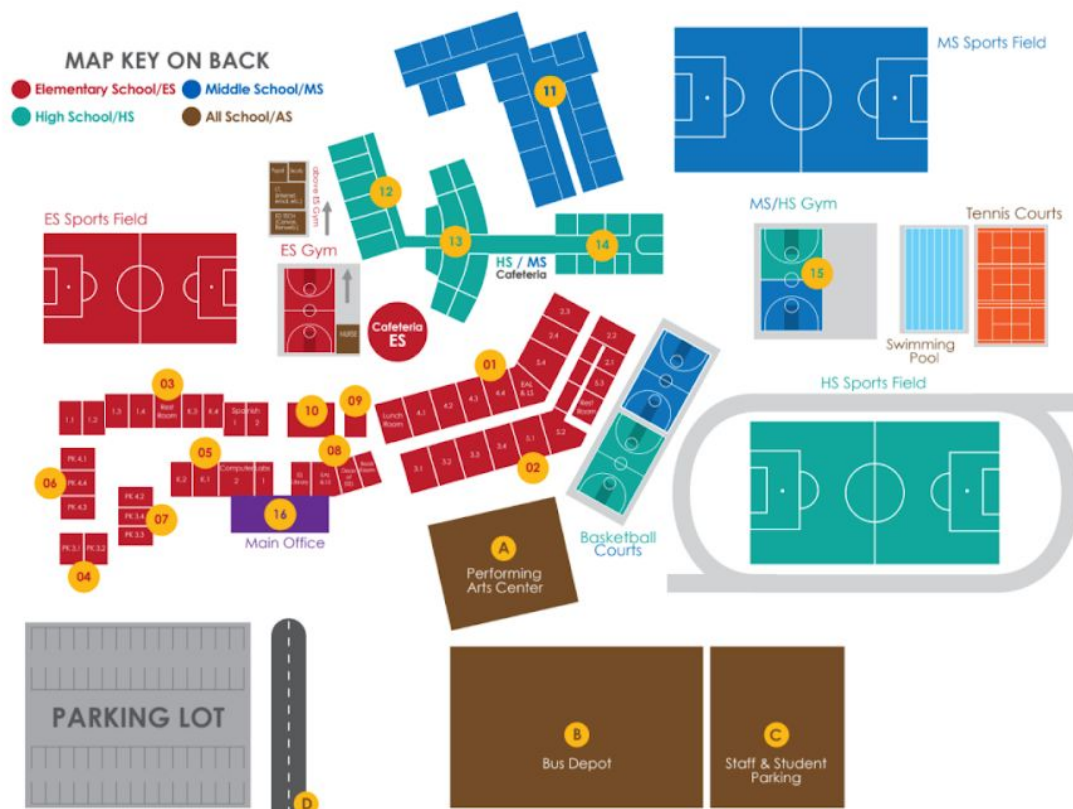 MAP KEY ON BACK
Elementary School/ES
Middle School/MS
High School/HS
All School/AS
11
MS Sports Field
12
13
14
HS / MS
Cafeteria
above ES Gym
ES Sports Field
ES Gym
NURSE
Cafeteria
ES
MS/HS Gym
15
Tennis Courts
Swimming
Pool
HS Sports Field
03
1.1
1.2
1.3
1.4
Rest
Room
K.3
K.4
Spanish
1
2
10
09
01
Lunch
Room
4.1
4.2
4.3
4.4
EAL
& LS
5.4
2.4
2.3
2.2
2.1
5.3
Rest
Room
5.2
5.1
3.4
3.3
3.2
3.1
02
05
K.2
K.1
Computer Labs
2
1
08
ES
Library
06
PK 4.1
PK 4.4
PK 4.3
07
PK 4.2
PK 3.4
PK 3.3
04
PK 3.1
PK 3.2
16
Main Office
Basketball
Courts
A
Performing
Arts Center
B
Bus Depot
C
Staff & Student
Parking
PARKING LOT
D